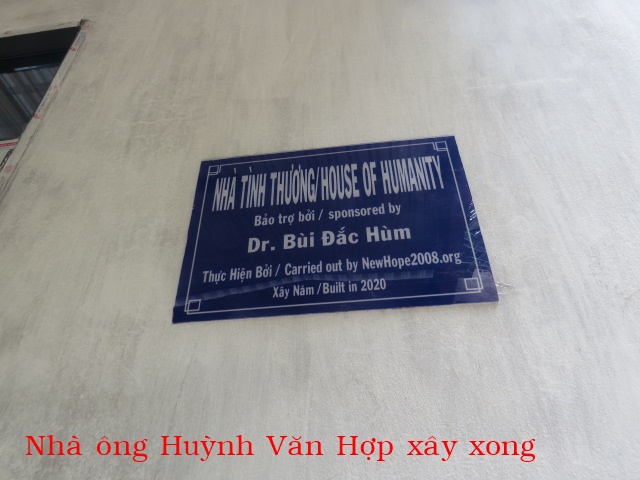 NHÀ TÌNH THƯƠNG/HOUSE OF HUMANITY
Bảo trợ bởi / sponsored by
Dr. Bùi Đắc Hùm
Thực Hiện Bởi / Carried out by NewHope2008.org
Xây Năm / Built in 2020
Nhà ông Huỳnh Văn Hợp xây xong